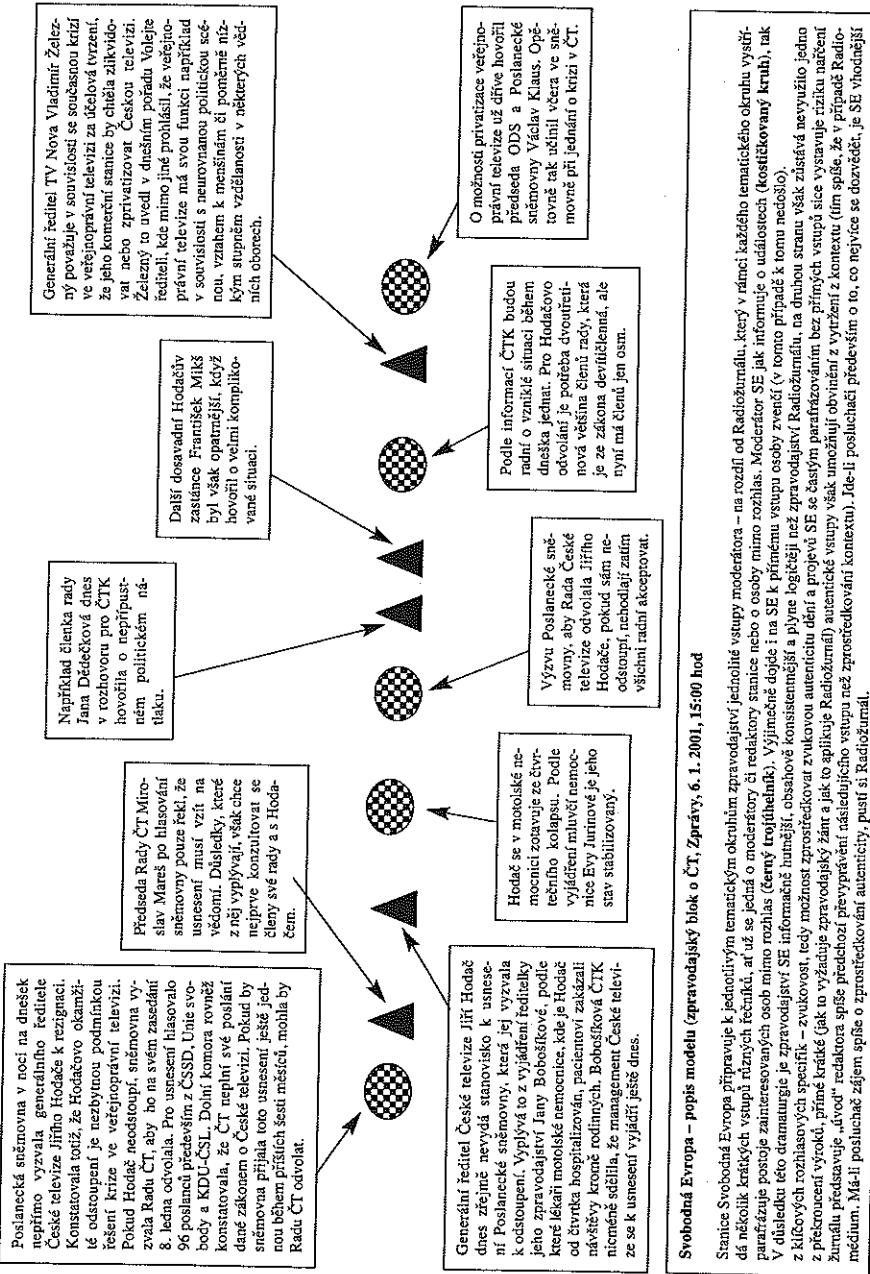 Poslanecká sněmovna v noci na dnešek
nepřímo vyzvala generálního ředitele
České televize Jiřího Hodače k rezignaci.
Konstatovala totiž, že Hodačovo okamži-
té odstoupení je nezbytnou podmínkou
řešení krize ve veřejnoprávní televizi.
Pokud Hodač neodstoupí, sněmovna vy-
zvala Radu ČT, aby ho na svém zasedání
8. ledna odvolala. Pro usnesení hlasovalo
96 poslanců především z ČSSD, Unie svo-
body a KDU-ČSL. Dolní komora rovněž
konstatovala, že ČT neplní své poslání
dané zákonem o České televizi. Pokud by
sněmovna přijala toto usnesení ještě jed-
nou během příštích šesti měsíců, mohla by
Radu ČT odvolat.
Předseda Rady ČT Miro-
slav Mareš po hlasování
sněmovny pouze řekl, že
usnesení musí vzít na
vědomí. Důsledky, které
z něj vyplývají, však chce
nejprve konzultovat se
členy své rady a s Hoda-
čem.
Například členka rady
Jana Dědečková dnes
v rozhovoru pro ČTK
hovořila o nepřípust-
ném politickém ná-
tlaku.
Další dosavadní Hodačův
zastánce František Mikš
byl však opatrnější, když
hovořil o velmi kompliko-
vané situaci.
Generální ředitel TV Nova Vladimír Želez-
ný považuje v souvislosti se současnou krizí
ve veřejnoprávní televizi za účelová tvrzení,
že jeho komerční stanice by chtěla zlikvido-
vat nebo zprivatizovat Českou televizi.
Železný to uvedl v dnešním pořadu Volejte
řediteli, kde mimo jiné prohlásil, že veřejno-
právní televize má svou funkci například
v souvislosti s neurovnanou politickou scé-
nou, vztahem k menšinám či poměrně níz-
kým stupněm vzdělanosti v některých věd-
ních oborech.
Generální ředitel České televize Jiří Hodač
dnes zřejmě nevydá stanovisko k usnese-
ní Poslanecké sněmovny, která jej vyzvala
k odstoupení. Vyplývá to z vyjádření ředitelky
jeho zpravodajství Jany Bobošíkové, podle
které lékaři motolské nemocnice, kde je Hodač
od čtvrtka hospitalizován, pacientovi zakázali
návštěvy kromě rodinných. Bobošíková ČTK
nicméně sdělila, že management České televi-
ze se k usnesení vyjádří ještě dnes.
Hodač se v motolské ne-
mocnici zotavuje ze čtvr-
tečního kolapsu. Podle
vyjádření mluvčí nemoc-
nice Evy Jurinové je jeho
stav stabilizovaný.
Výzvu Poslanecké sně-
movny, aby Rada České
televize odvolala Jiřího
Hodače, pokud sám ne-
odstoupí, nehodlají zatím
všichni radní akceptovat.
Podle informací ČTK budou
radní o vzniklé situaci během
dneška jednat. Pro Hodačovo
odvolání je potřeba dvoutřeti-
nová většina členů rady, která
je ze zákona devítičlenná, ale
nyní má členů jen osm.
O možnosti privatizace veřejno-
právní televize už dříve hovořil
předseda ODS a Poslanecké
sněmovny Václav Klaus. Opě-
tovně tak učinil včera ve sně-
movně při jednání o krizi v ČT.
Svobodná Evropa – popis modelu (zpravodajský blok o ČT, Zprávy, 6. 1. 2001, 15:00 hod
Stanice Svobodná Evropa připravuje k jednotlivým tematickým okruhům zpravodajství jednolité vstupy moderátora – na rozdíl od Radiožurnálu, který v rámci každého tematického okruhu vystří-
dá několik krátkých vstupů různých řečníků, ať už se jedná o moderátory či redaktory stanice nebo o osoby mimo rozhlas. Moderátor SE jak informuje o událostech (kostičkovaný kruh), tak
parafrázuje postoje zainteresovaných osob mimo rozhlas (černý trojúhelník). Výjimečně dojde i na SE k přímému vstupu osoby zvenčí (v tomto případě k tomu nedošlo).
V důsledku této dramaturgie je zpravodajství SE informačně hutnější, obsahově konsistentnější a plyne logičtěji než zpravodajství Radiožurnálu, na druhou stranu však zůstává nevyužito jedno
z klíčových rozhlasových specifik – zvukovost, tedy možnost zprostředkovat zvukovou autenticitu dění a projevů SE se častým parafrázováním bez přímých vstupů sice vystavuje riziku nařčení
z překroucení výroků, přímé krátké (jak to vyžaduje zpravodajský žánr a jak to aplikuje Radiožurnál) autentické vstupy však umožňují obvinění z vytržení z kontextu (tím spíše, že v případě Radio-
žurnálu představuje „úvod“ redaktora spíše předchozí převyprávění následujícího vstupu než zprostředkování kontextu). Jde-li posluchači především o to, co nejvíce se dozvědět, je SE vhodnější
médium. Má-li posluchač zájem spíše o zprostředkování autenticity, pustí si Radiožurnál.